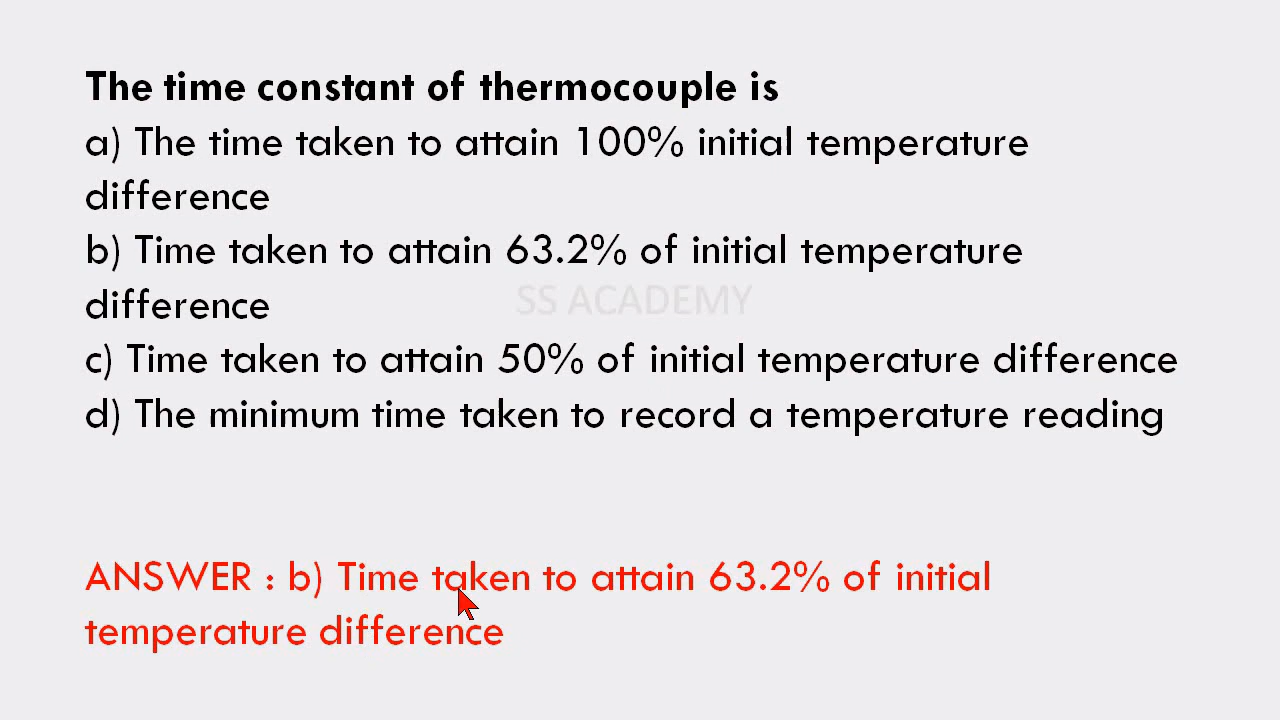 The time constant of thermocouple is
a) The time taken to attain 100% initial temperature
difference
b) Time taken to attain 63.2% of initial temperature
difference
SS ACADEMY
c) Time taken to attain 50% of initial temperature difference
d) The minimum time taken to record a temperature reading
ANSWER : b) Time taken to attain 63.2% of initial
temperature difference